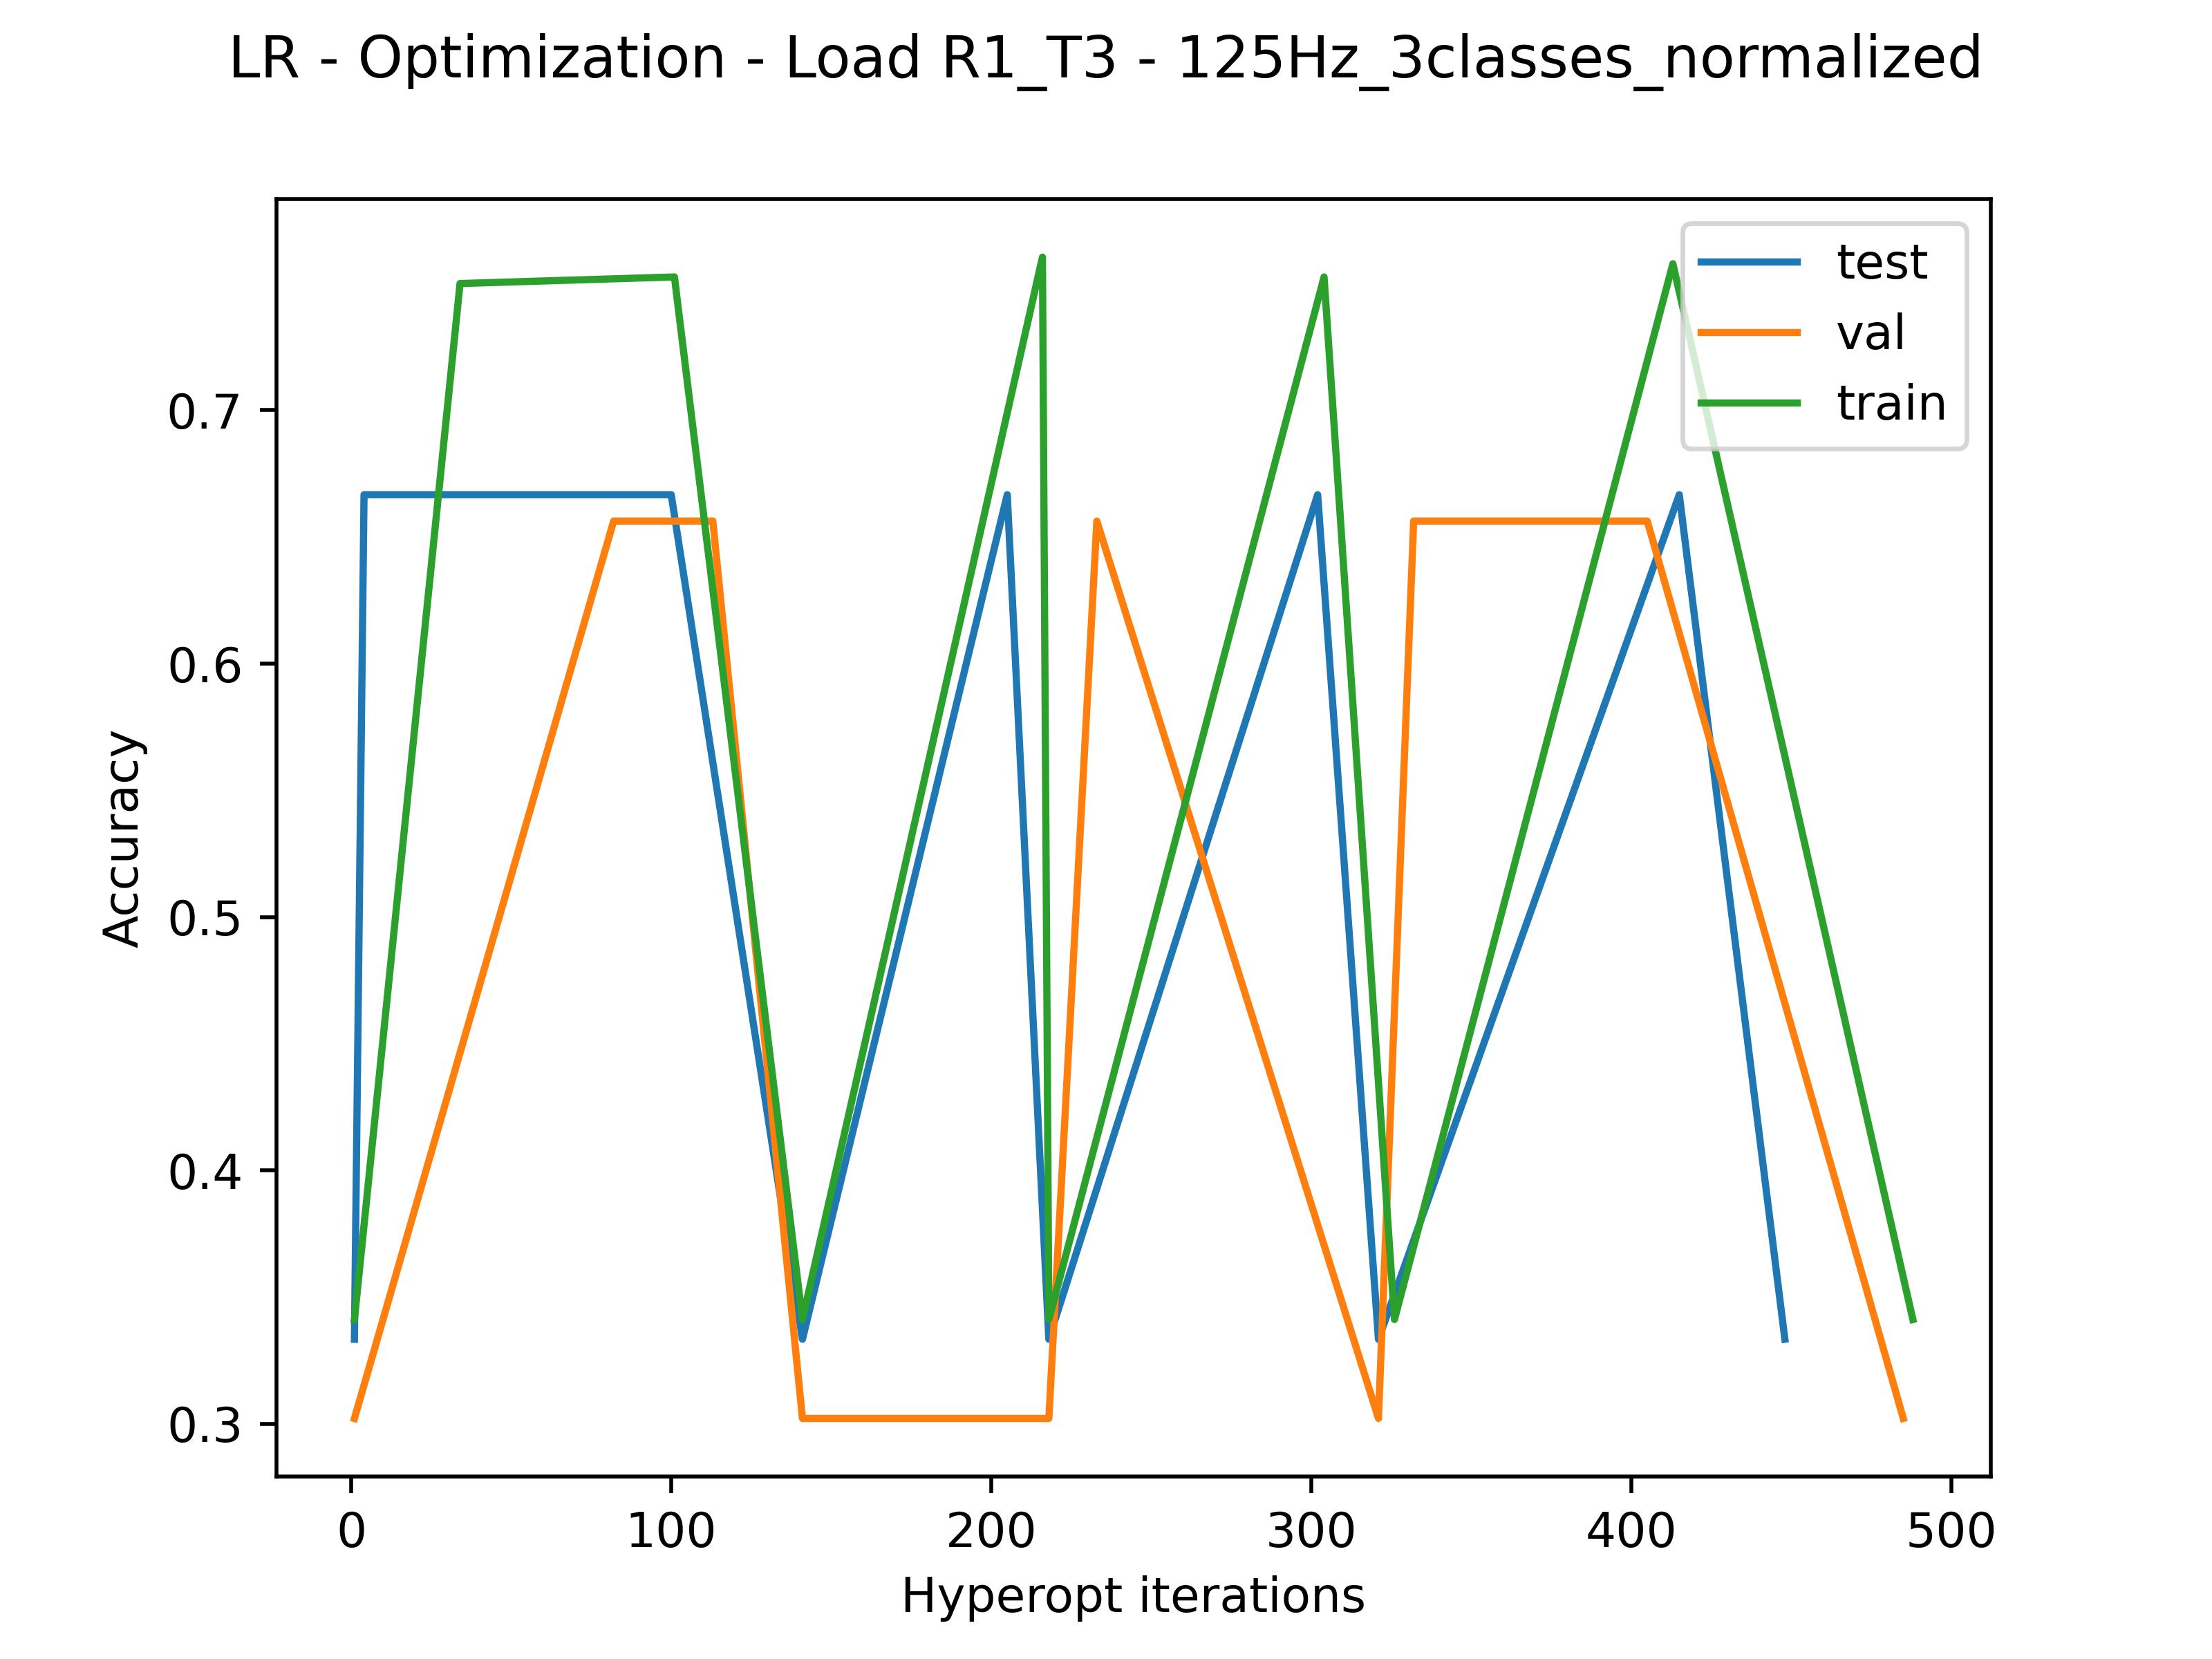 LR - Optimization - Load R1_T3 - 125Hz_3classes_normalized
test
val
train
0.7
0.6
0.5
0.4
0.3
Accuracy
0 100 200 300 400 500
Hyperopt iterations